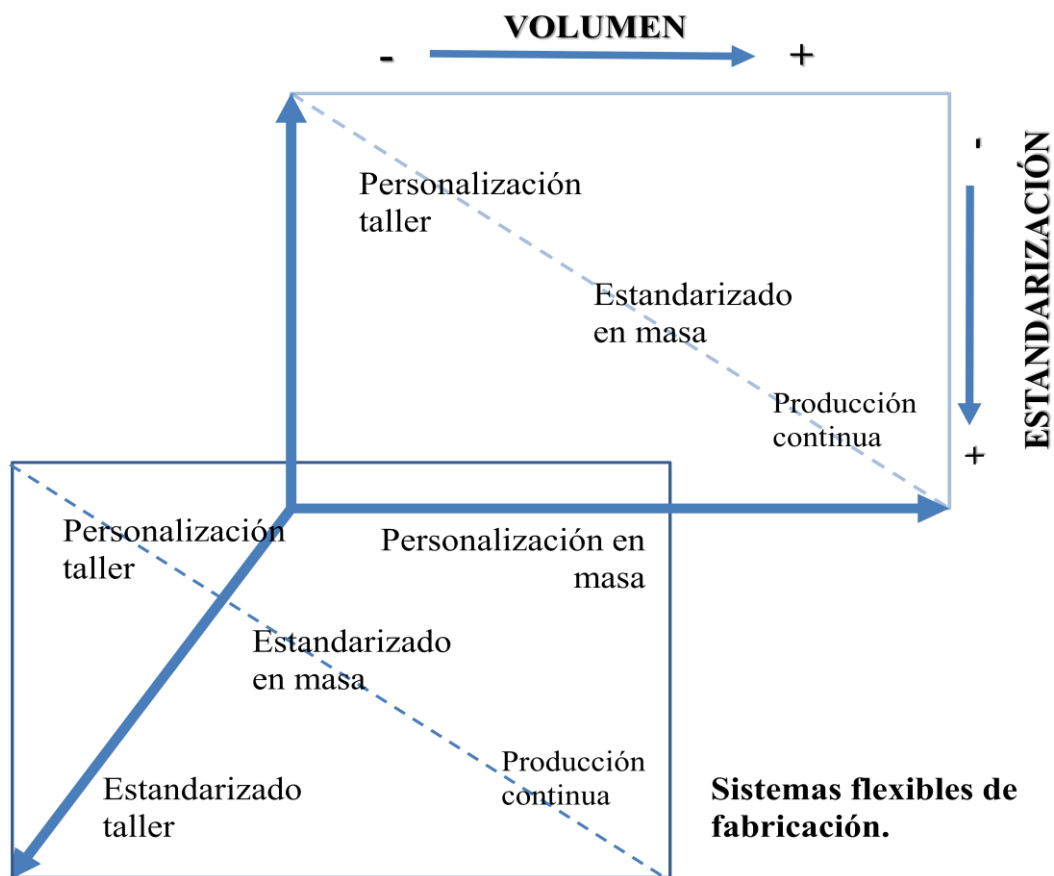 VOLUMEN
- +
Personalización
taller
Estandarizado
en masa
Producción
continua
-
ESTANDARIZACIÓN
+
Personalización
taller
Personalización en
masa
Estandarizado
en masa
Producción
continua
Estandarizado
taller
Sistemas flexibles de
fabricación.